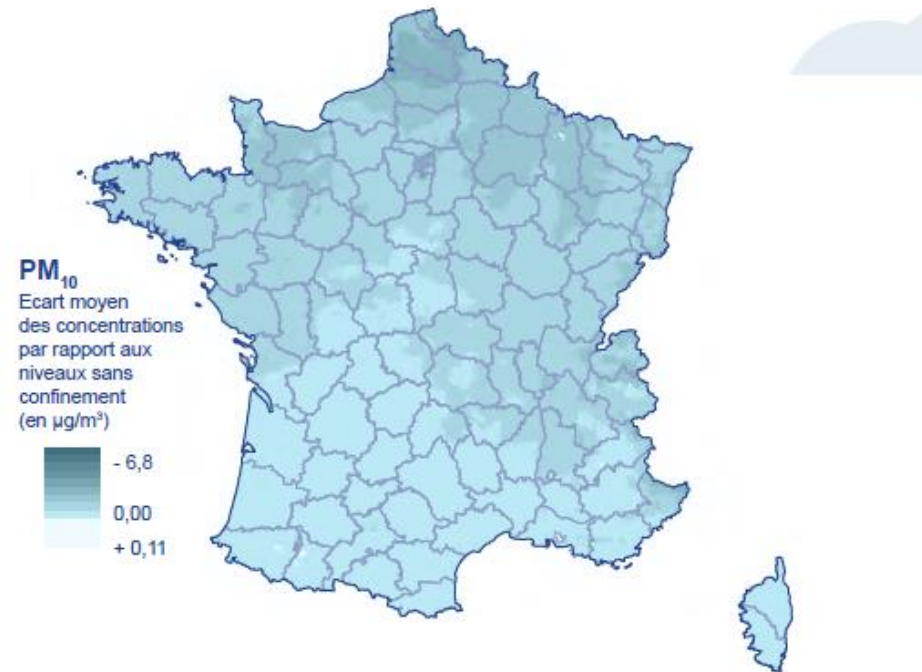 PM₁₀
Ecart moyen
des concentrations
par rapport aux
niveaux sans
confinement
(en µg/m³)
- 6,8
0,00
+ 0,11